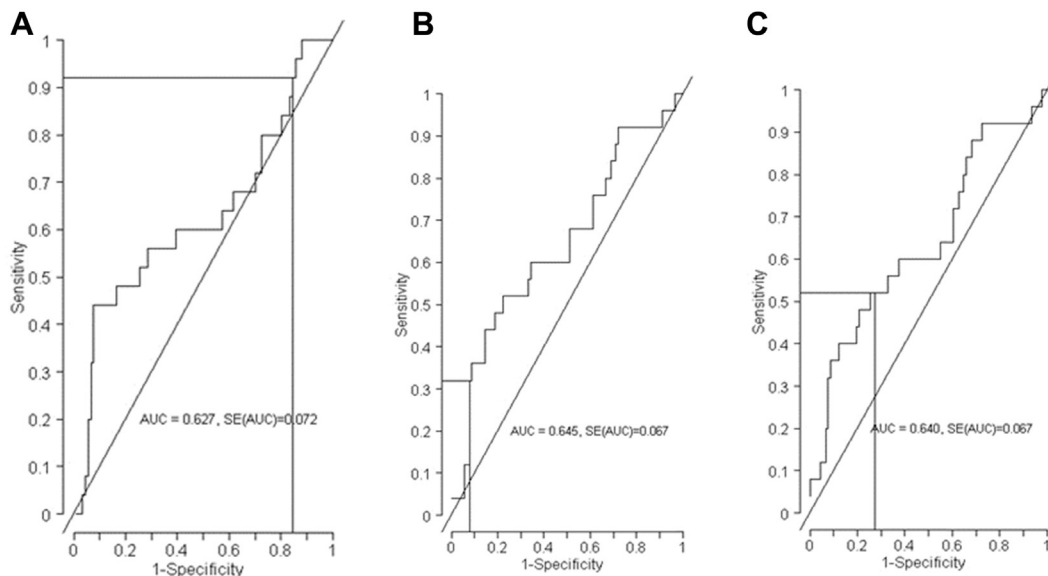 A
1
0.9
0.8
0.7
0.6
0.5
0.4
0.3
0.2
0.1
0
Sensitivity
AUC = 0.627, SE(AUC)=0.072
0 0.2 0.4 0.6 0.8 1
1-Specificity
B
1
0.9
0.8
0.7
0.6
0.5
0.4
0.3
0.2
0.1
0
Sensitivity
AUC = 0.645, SE(AUC)=0.067
0 0.2 0.4 0.6 0.8 1
1-Specificity
C
1
0.9
0.8
0.7
0.6
0.5
0.4
0.3
0.2
0.1
0
Sensitivity
AUC = 0.640, SE(AUC)=0.067
0 0.2 0.4 0.6 0.8 1
1-Specificity